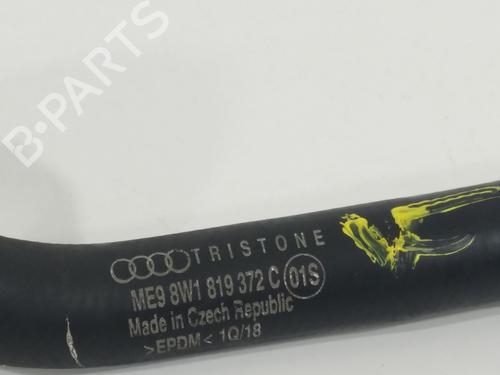 B-PARTS
TRISTONE
ME9 8W1 819 372 C 01S
Made in Czech Republic
>EPDM< 1Q/18